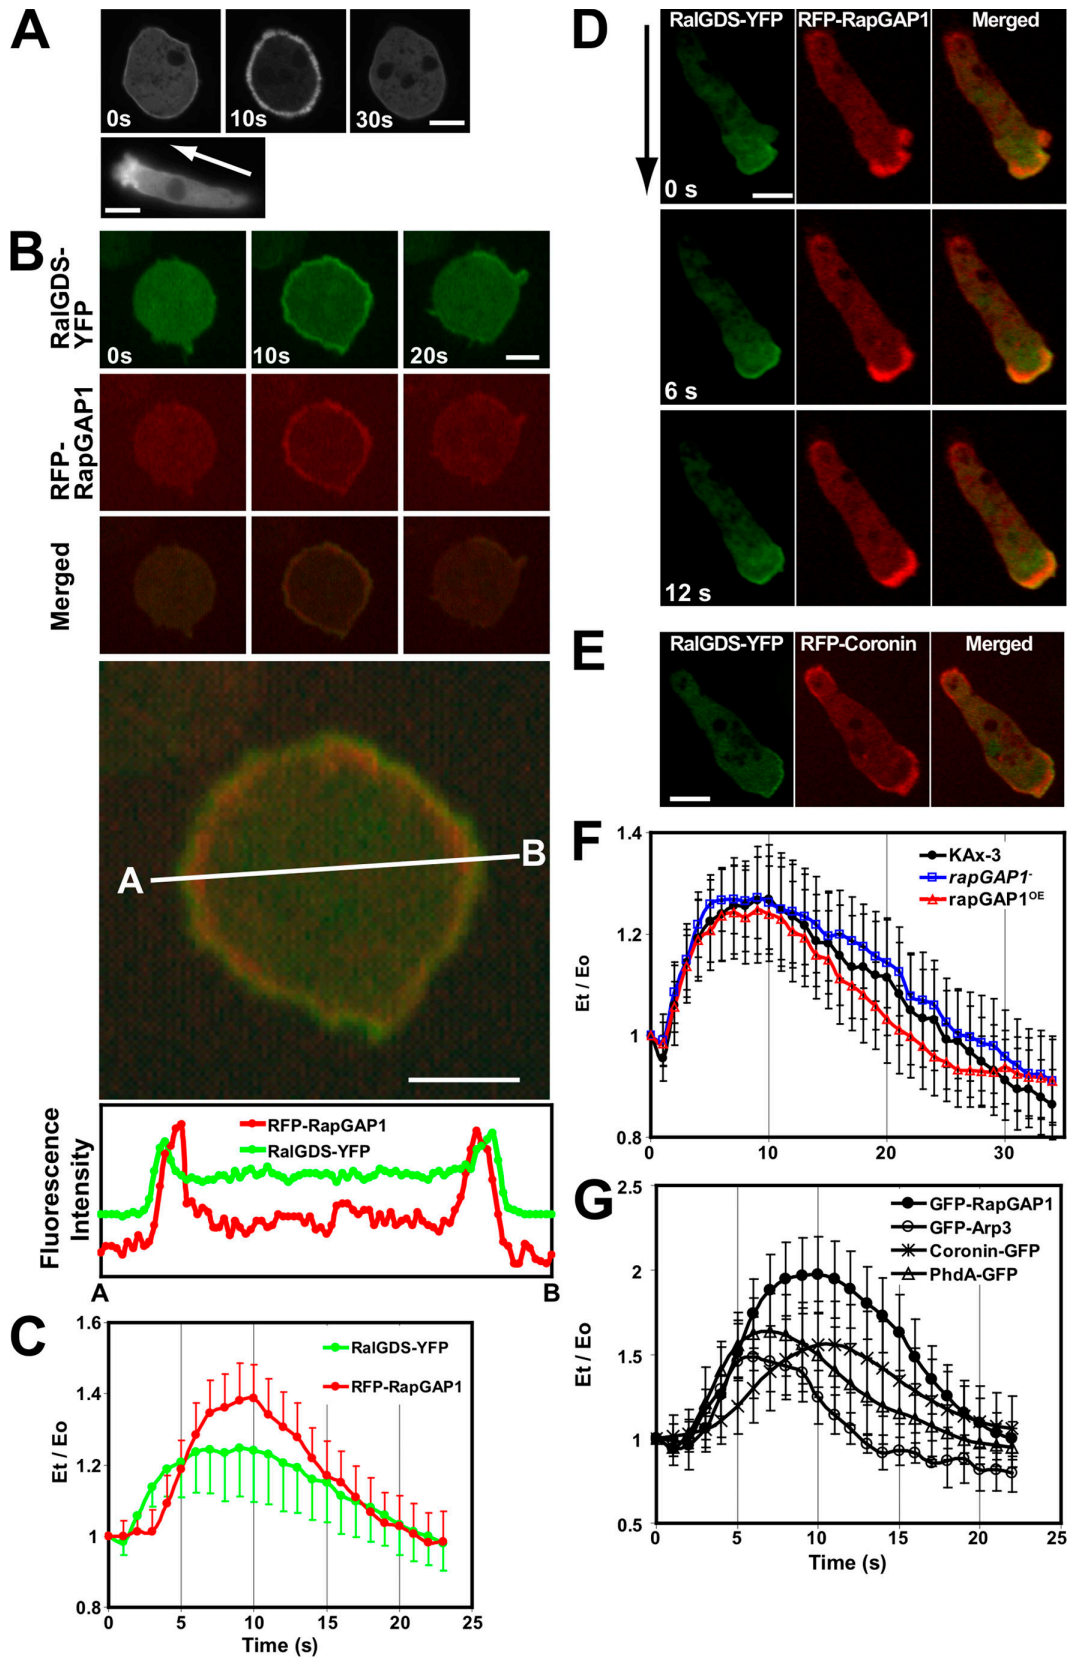 A
0s
10s
30s
B
RalGDS-
YFP
0s
10s
20s
RFP-
RapGAP1
Merged
A
B
Fluorescence
Intensity
RFP-RapGAP1
RalGDS-YFP
A
B
C
Et / Eo
1.6
1.4
1.2
1
0.8
RalGDS-YFP
RFP-RapGAP1
0
5
10
15
20
25
Time (s)
D
RalGDS-YFP
RFP-RapGAP1
Merged
0 s
6 s
12 s
E
RalGDS-YFP
RFP-Coronin
Merged
F
Et / Eo
1.4
1.2
1
0.8
KAx-3
rapGAP1-
rapGAP1OE
0
10
20
30
G
Et / Eo
2.5
2
1.5
1
0.5
GFP-RapGAP1
GFP-Arp3
Coronin-GFP
PhdA-GFP
0
5
10
15
20
25
Time (s)